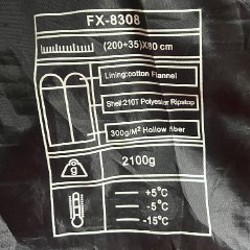 FX-8308
(200+35)X80 cm
Lining:cotton Flannel
Shell:210T Polyester Ripstop
300g/M² Hollow fiber
g
2100g
+5°C
-5°C
-15°C